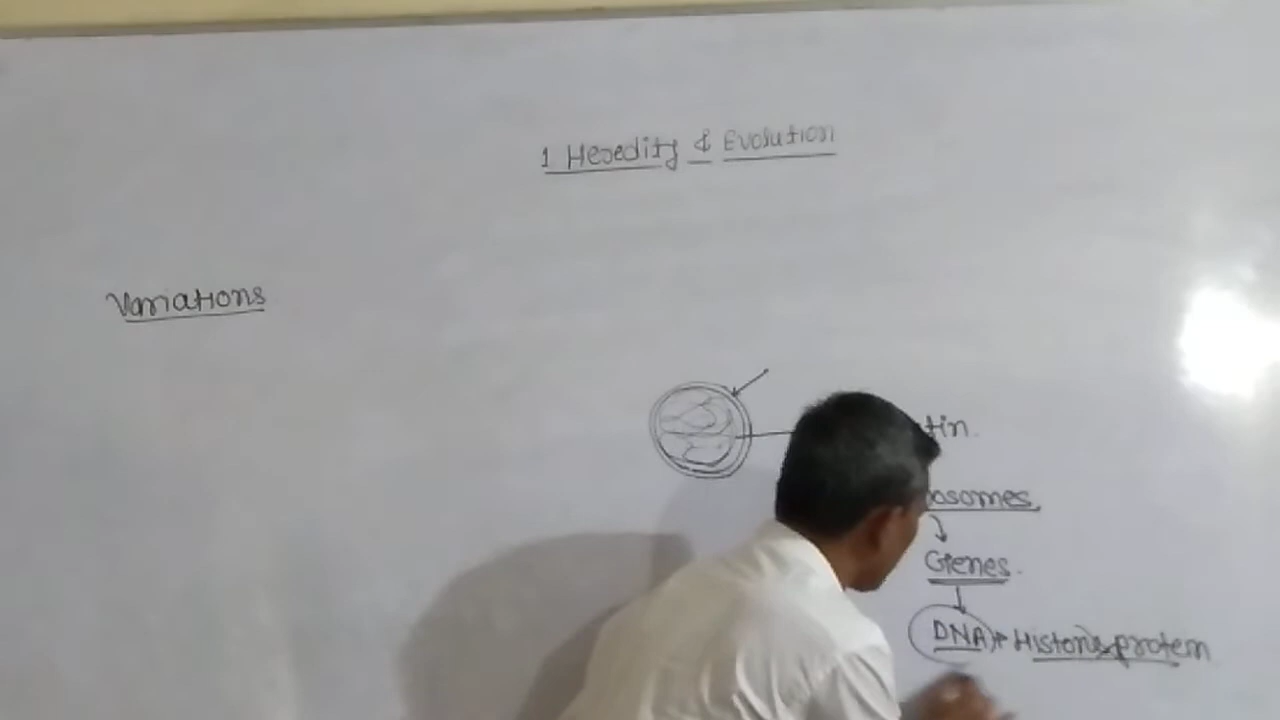 1 Heredity & Evolution
Variations
tin.
osomes,
Genes.
DNA + Histone protein